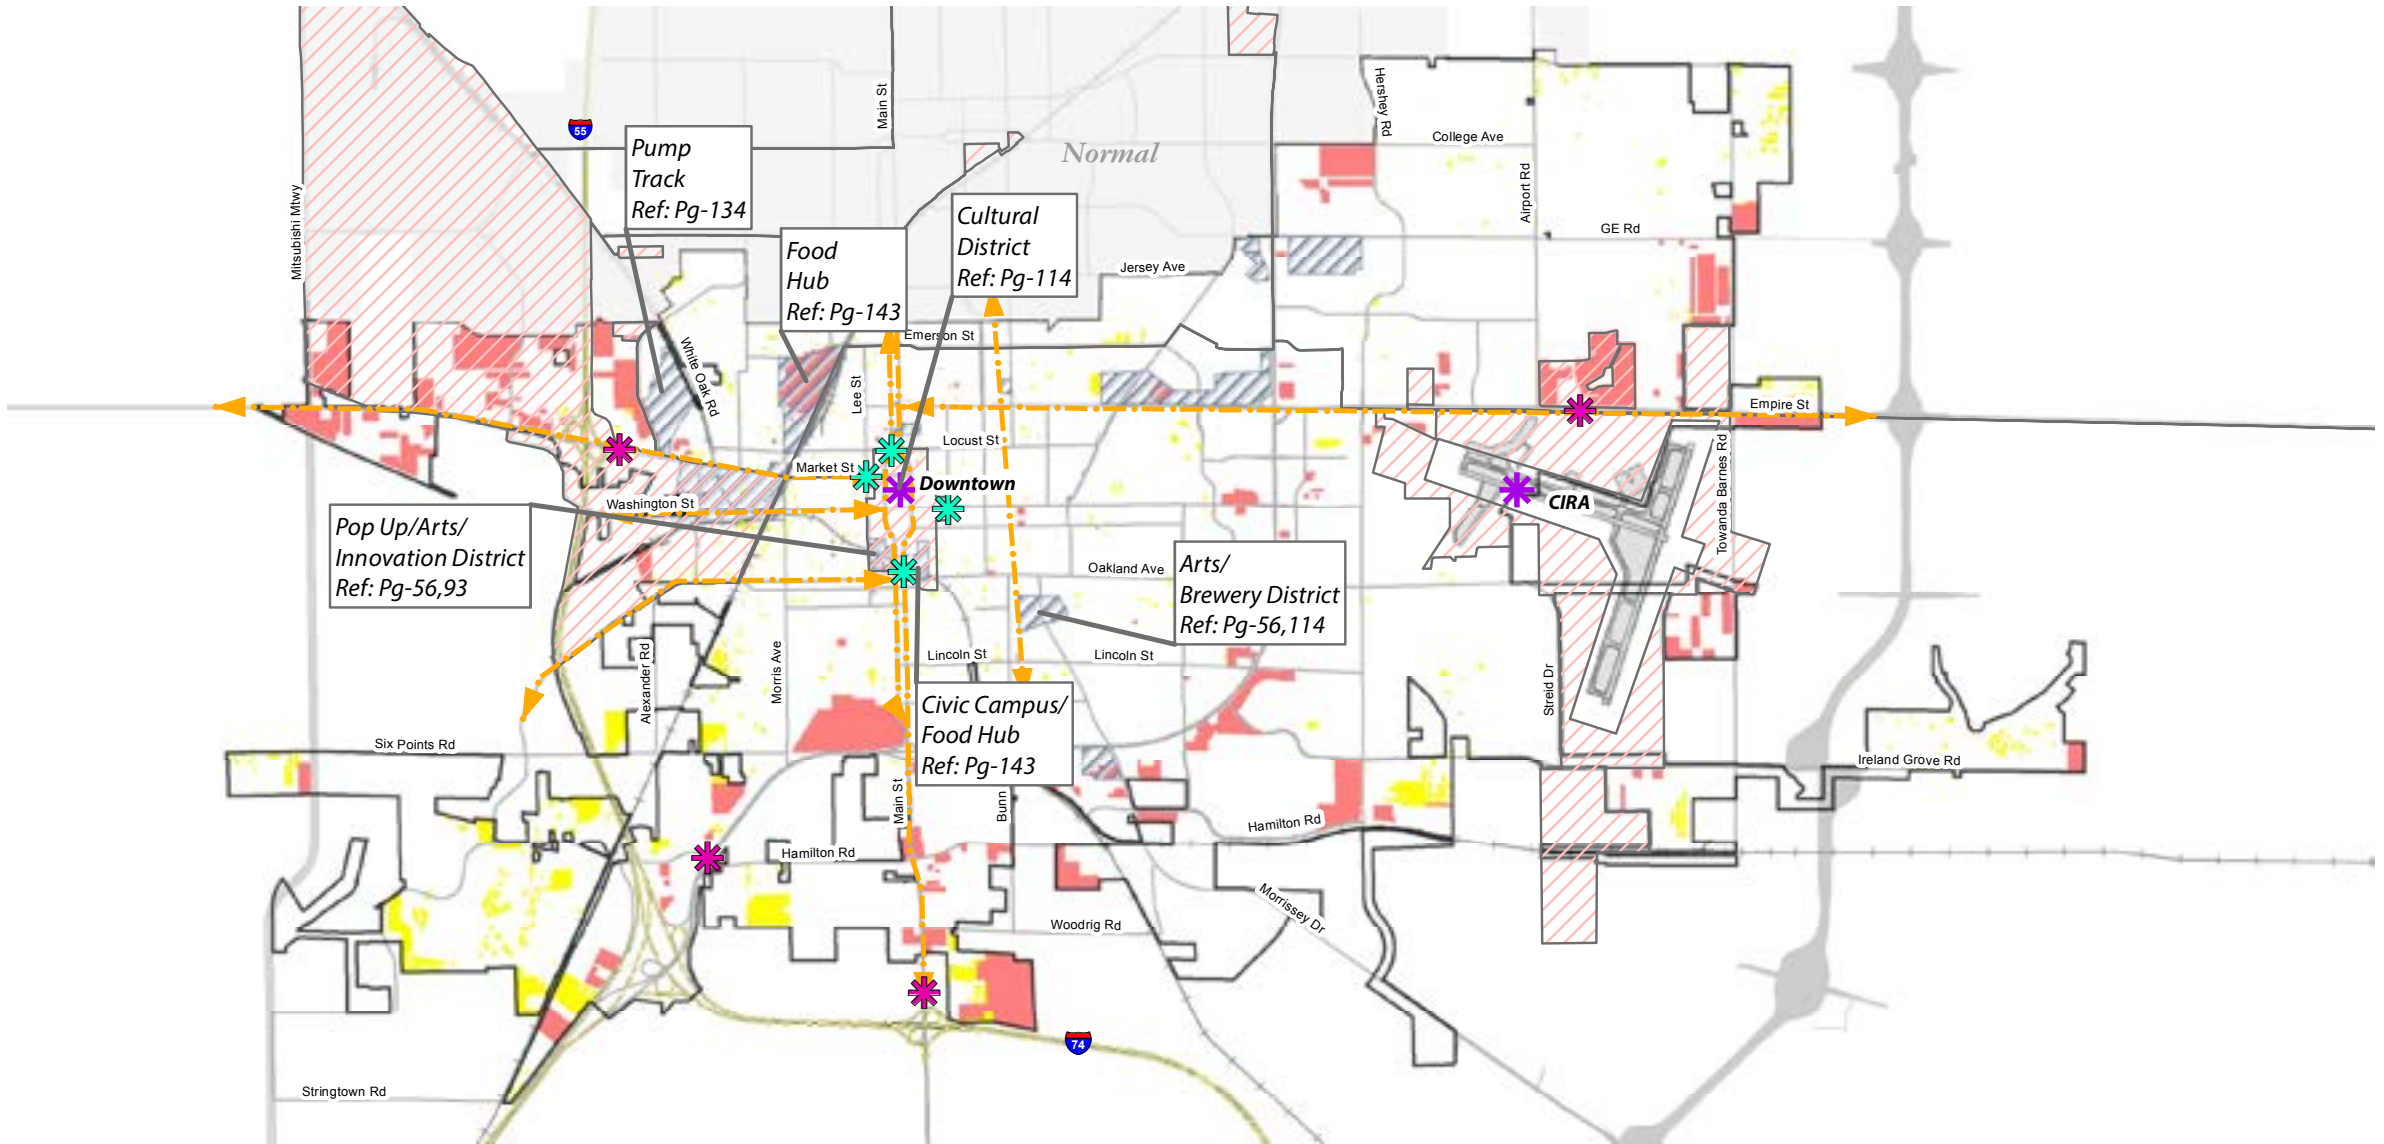 Main St
Hershey Rd
55
College Ave
Normal
Pump
Track
Ref: Pg-134
Airport Rd
Mitsubishi Mtwy
Cultural
District
Ref: Pg-114
GE Rd
Food
Hub
Ref: Pg-143
Jersey Ave
Emerson St
White Oak Rd
Lee St
Empire St
Locust St
Market St
Downtown
Towanda Barnes Rd
Washington St
CIRA
Pop Up/Arts/
Innovation District
Ref: Pg-56,93
Arts/
Brewery District
Ref: Pg-56,114
Oakland Ave
Lincoln St
Lincoln St
Alexander Rd
Morris Ave
Streid Dr
Civic Campus/
Food Hub
Ref: Pg-143
Six Points Rd
Ireland Grove Rd
Main St
Bunn
Hamilton Rd
Hamilton Rd
Morrissey Dr
Woodrig Rd
74
Stringtown Rd